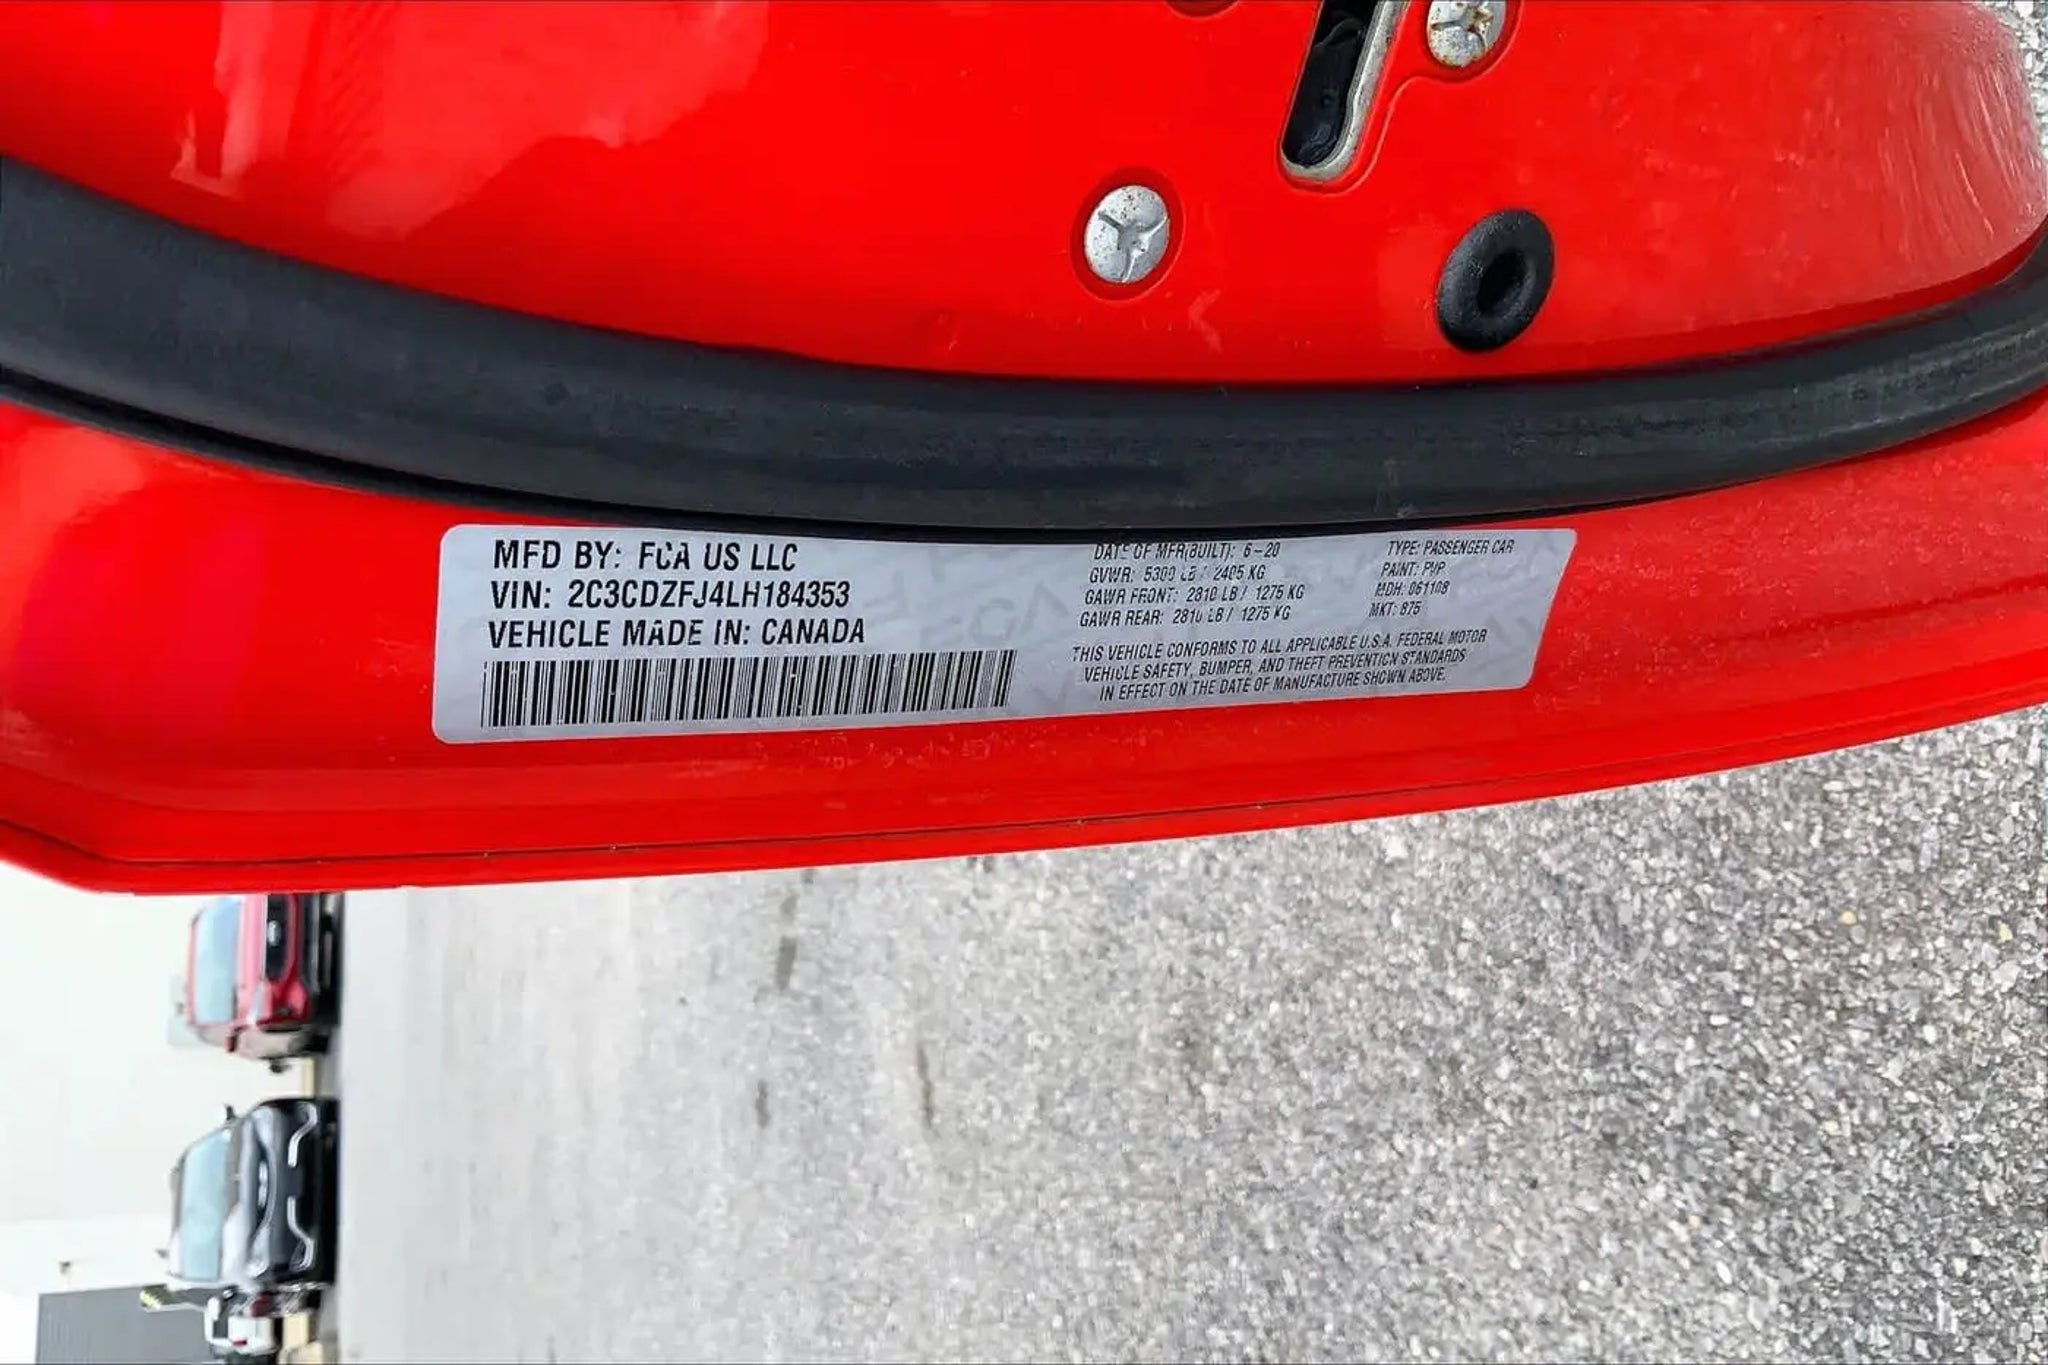 MFD BY: FCA US LLC
VIN: 2C3CDZFJ4LH184353
VEHICLE MADE IN: CANADA
DATE OF MFR(BUILT): 6-20
GVWR: 5300 LB / 2405 KG
GAWR FRONT: 2810 LB / 1275 KG
GAWR REAR: 2810 LB / 1275 KG
TYPE: PASSENGER CAR
PAINT: PVP
MDH: 061108
MKT: 875
THIS VEHICLE CONFORMS TO ALL APPLICABLE U.S.A. FEDERAL MOTOR
VEHICLE SAFETY, BUMPER, AND THEFT PREVENTION STANDARDS
IN EFFECT ON THE DATE OF MANUFACTURE SHOWN ABOVE.